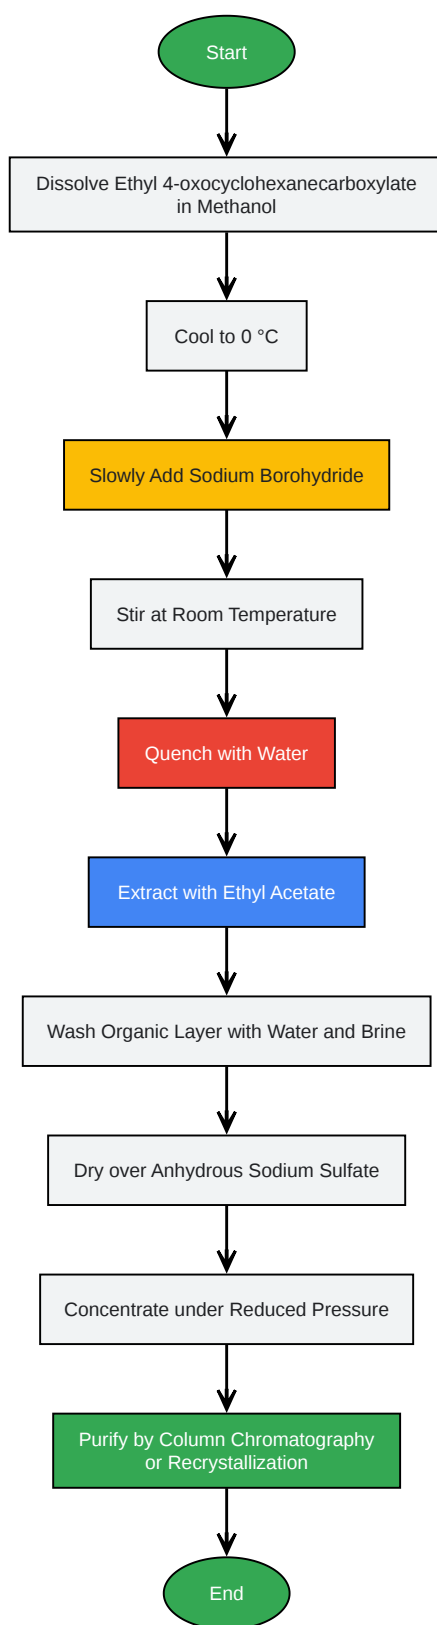 Start
Dissolve Ethyl 4-oxocyclohexanecarboxylate
in Methanol
Cool to 0 °C
Slowly Add Sodium Borohydride
Stir at Room Temperature
Quench with Water
Extract with Ethyl Acetate
Wash Organic Layer with Water and Brine
Dry over Anhydrous Sodium Sulfate
Concentrate under Reduced Pressure
Purify by Column Chromatography
or Recrystallization
End